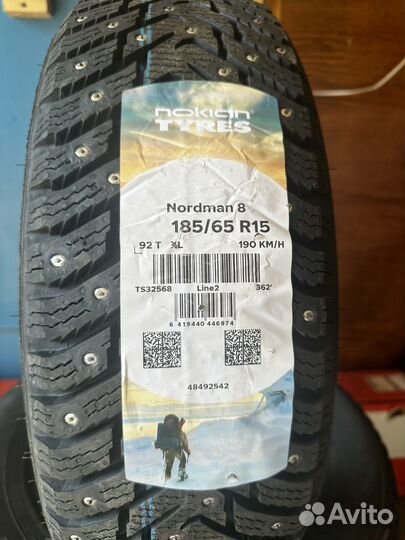 nokian
TYRES
Nordman 8
185/65 R15
92 T XL 190 KM/H
TS32568 Line2 362'
6 419440 446974
48492542
Avito